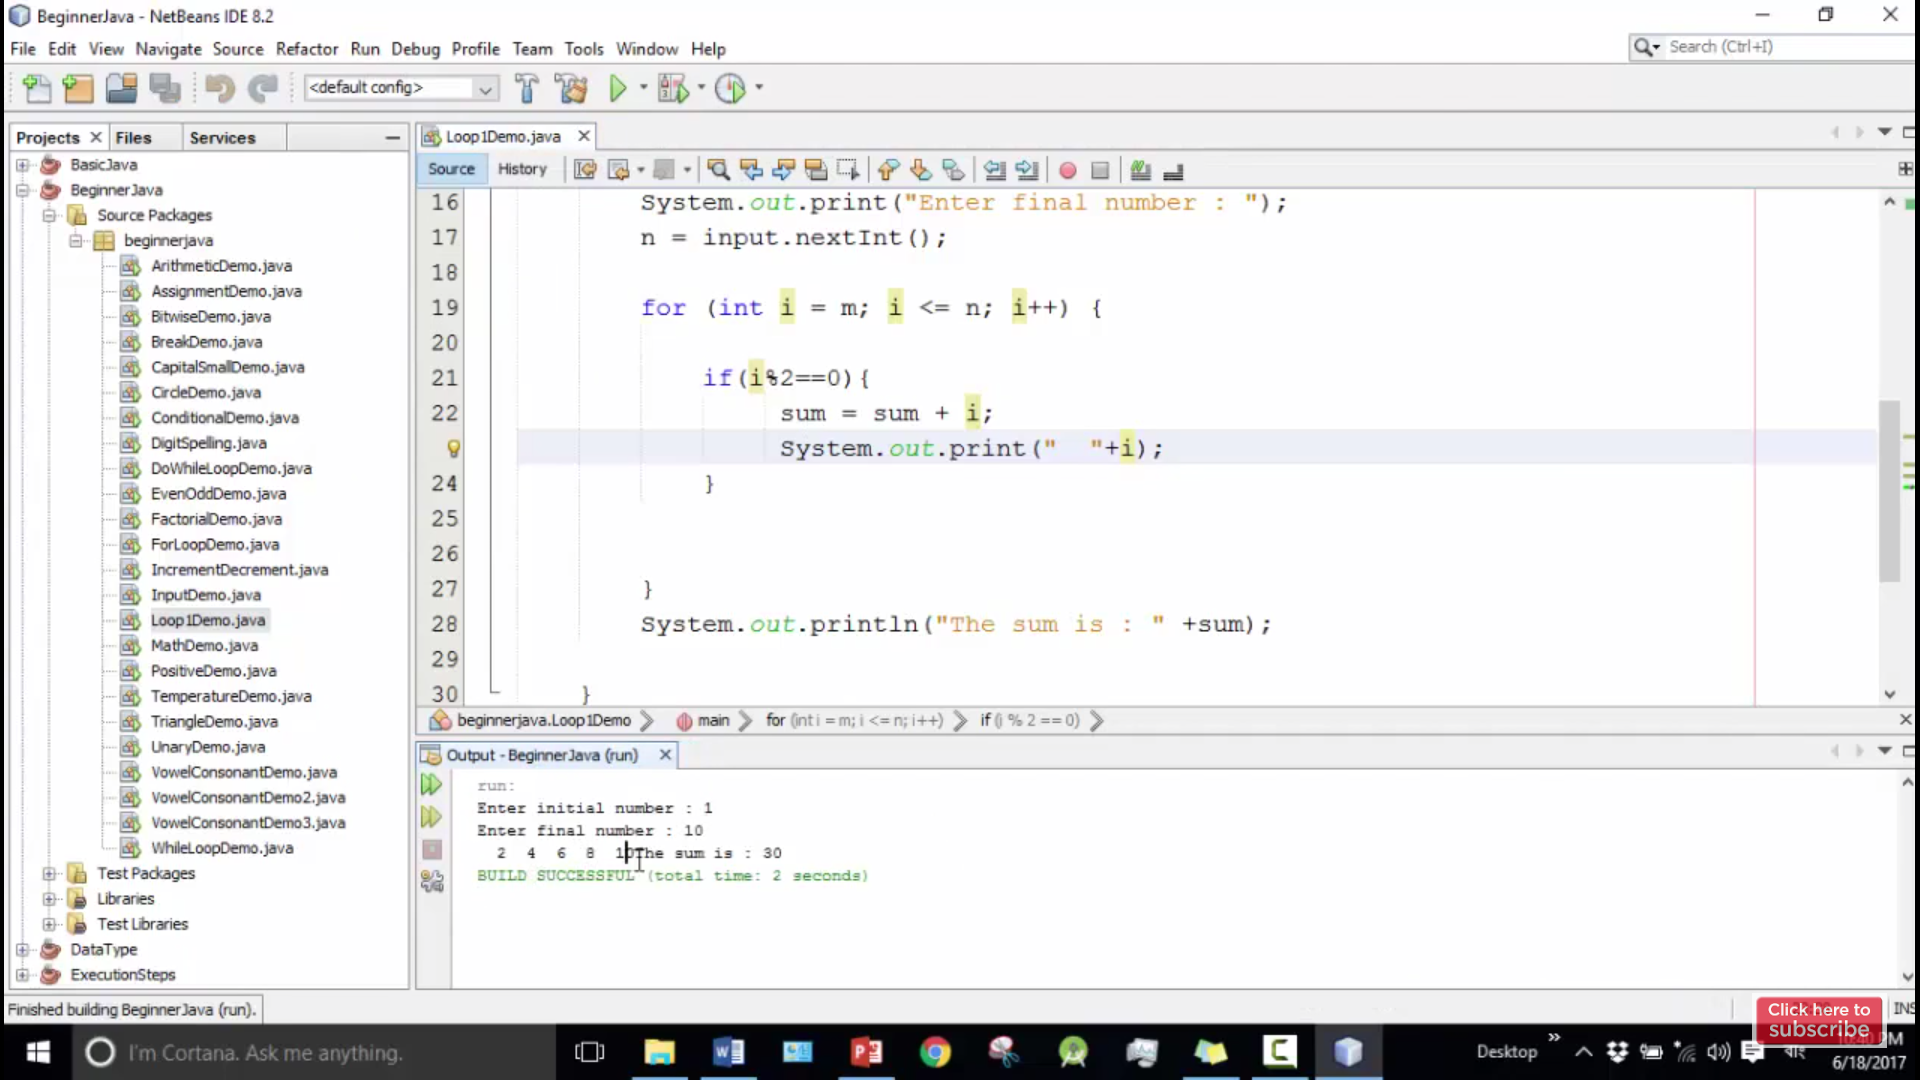 BeginnerJava - NetBeans IDE 8.2
File Edit View Navigate Source Refactor Run Debug Profile Team Tools Window Help
Search (Ctrl+I)
<default config>
Projects Files Services
Loop1Demo.java
Source History
BasicJava
BeginnerJava
Source Packages
beginnerjava
ArithmeticDemo.java
AssignmentDemo.java
BitwiseDemo.java
BreakDemo.java
CapitalSmallDemo.java
CircleDemo.java
ConditionalDemo.java
DigitSpelling.java
DoWhileLoopDemo.java
EvenOddDemo.java
FactorialDemo.java
ForLoopDemo.java
IncrementDecrement.java
InputDemo.java
Loop1Demo.java
MathDemo.java
PositiveDemo.java
TemperatureDemo.java
TriangleDemo.java
UnaryDemo.java
VowelConsonantDemo.java
VowelConsonantDemo2.java
VowelConsonantDemo3.java
WhileLoopDemo.java
Test Packages
Libraries
Test Libraries
DataType
ExecutionSteps
16 System.out.print("Enter final number : ");
17 n = input.nextInt();
18
19 for (int i = m; i <= n; i++) {
20
21 if(i%2==0){
22 sum = sum + i;
System.out.print("  "+i);
24 }
25
26
27 }
28 System.out.println("The sum is : " +sum);
29
30 }
beginnerjava.Loop1Demo main for (int i = m; i <= n; i++) if (i % 2 == 0)
Output - BeginnerJava (run)
run:
Enter initial number : 1
Enter final number : 10
2  4  6  8  10The sum is : 30
BUILD SUCCESSFUL (total time: 2 seconds)
Finished building BeginnerJava (run).
INS
Click here to
subscribe
I'm Cortana. Ask me anything.
Desktop
বাং
10:40 PM
6/18/2017